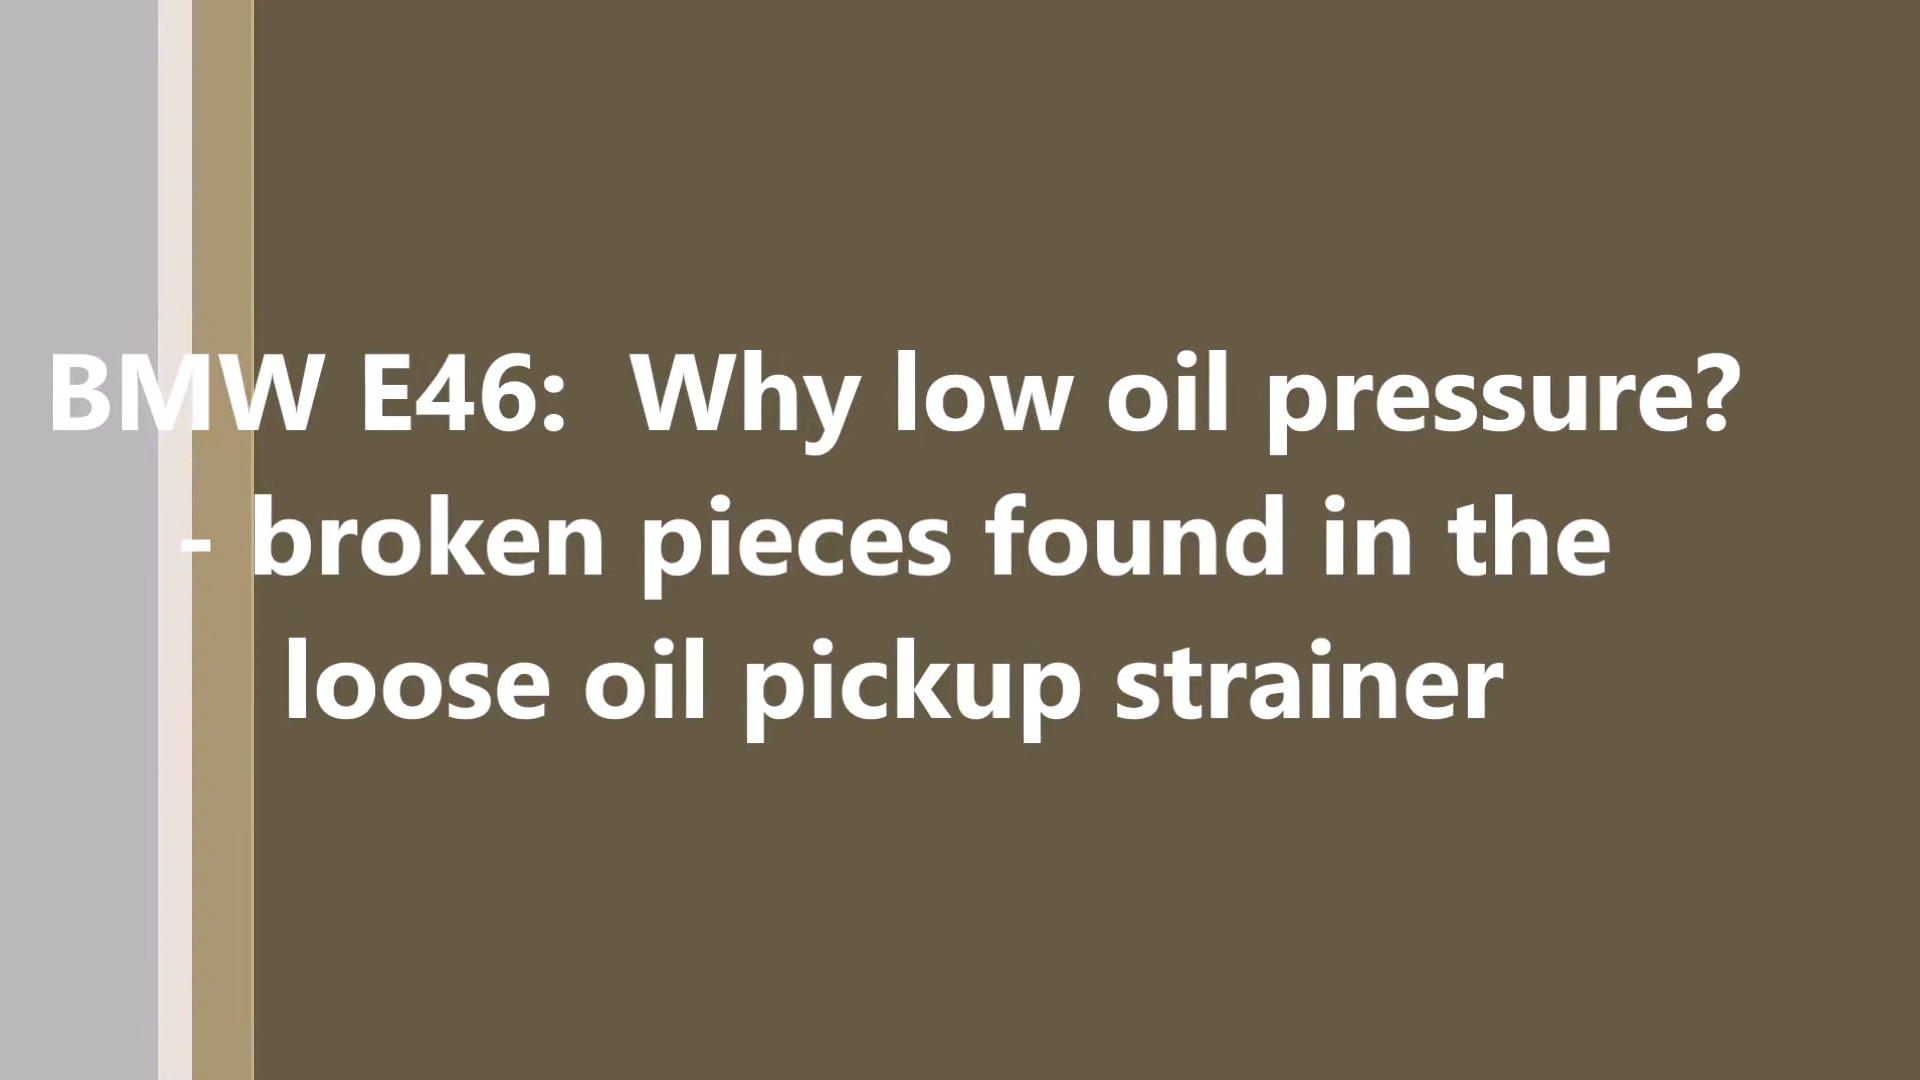 BMW E46:  Why low oil pressure?
- broken pieces found in the
loose oil pickup strainer